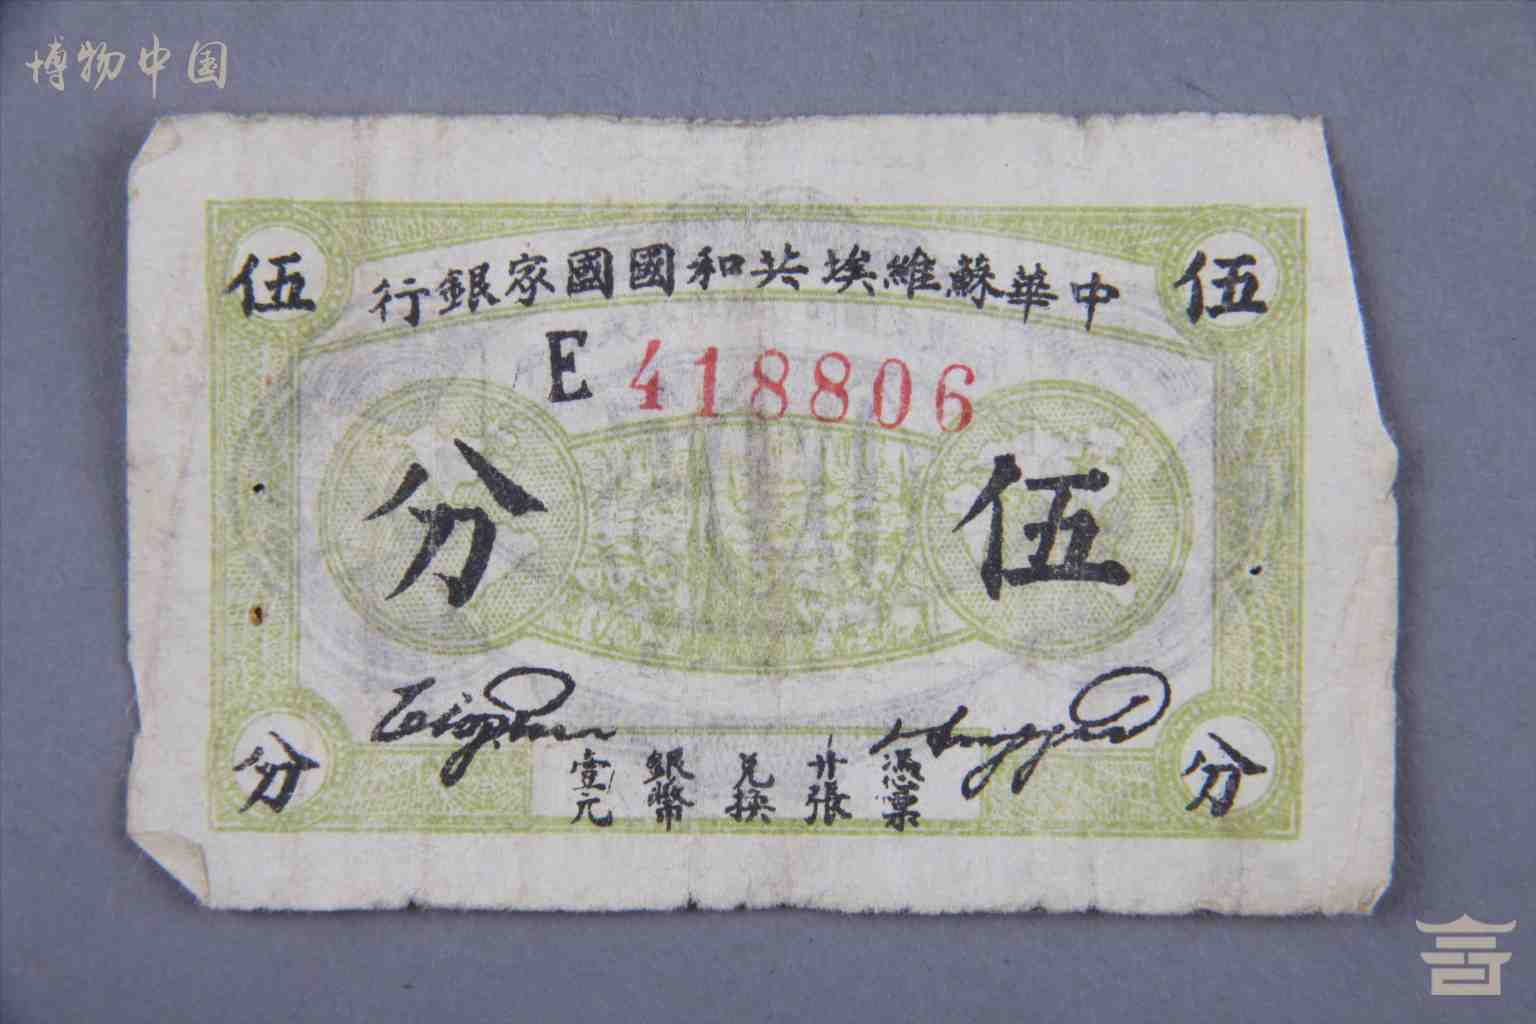 博物中国
中華蘇維埃共和國國家銀行
伍
伍
E 418806
伍分
憑票
廿張
兌換
銀幣
壹元
分
分